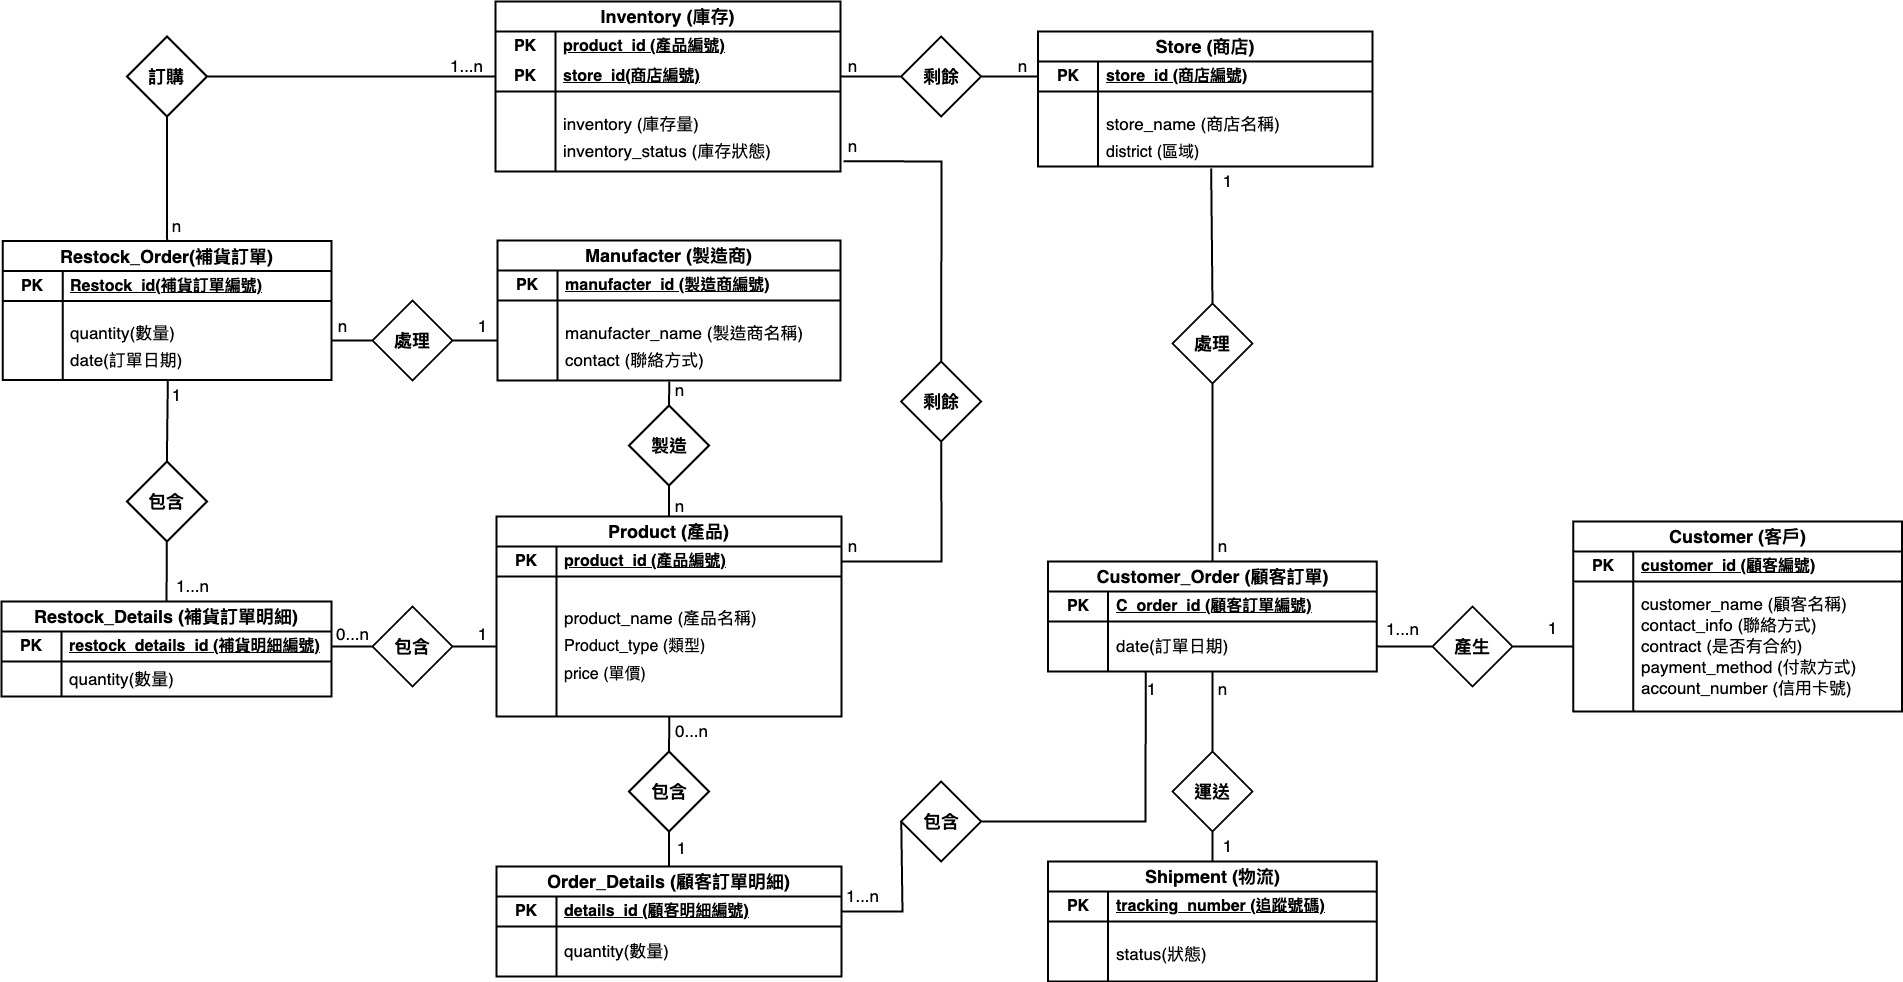 Inventory (庫存)
PK product_id (產品編號)
PK store_id(商店編號)
inventory (庫存量)
inventory_status (庫存狀態)
訂購
1...n
n
n
剩餘
n
Store (商店)
PK store_id (商店編號)
store_name (商店名稱)
district (區域)
n
1
Restock_Order(補貨訂單)
PK Restock_id(補貨訂單編號)
quantity(數量)
date(訂單日期)
n
處理
1
Manufacter (製造商)
PK manufacter_id (製造商編號)
manufacter_name (製造商名稱)
contact (聯絡方式)
處理
1
n
剩餘
製造
包含
n
n
n
1...n
Product (產品)
PK product_id (產品編號)
product_name (產品名稱)
Product_type (類型)
price (單價)
Restock_Details (補貨訂單明細)
PK restock_details_id (補貨明細編號)
quantity(數量)
0...n
包含
1
Customer_Order (顧客訂單)
PK C_order_id (顧客訂單編號)
date(訂單日期)
1...n
產生
1
Customer (客戶)
PK customer_id (顧客編號)
customer_name (顧客名稱)
contact_info (聯絡方式)
contract (是否有合約)
payment_method (付款方式)
account_number (信用卡號)
1
n
0...n
包含
運送
包含
1
1
1...n
Order_Details (顧客訂單明細)
PK details_id (顧客明細編號)
quantity(數量)
Shipment (物流)
PK tracking_number (追蹤號碼)
status(狀態)